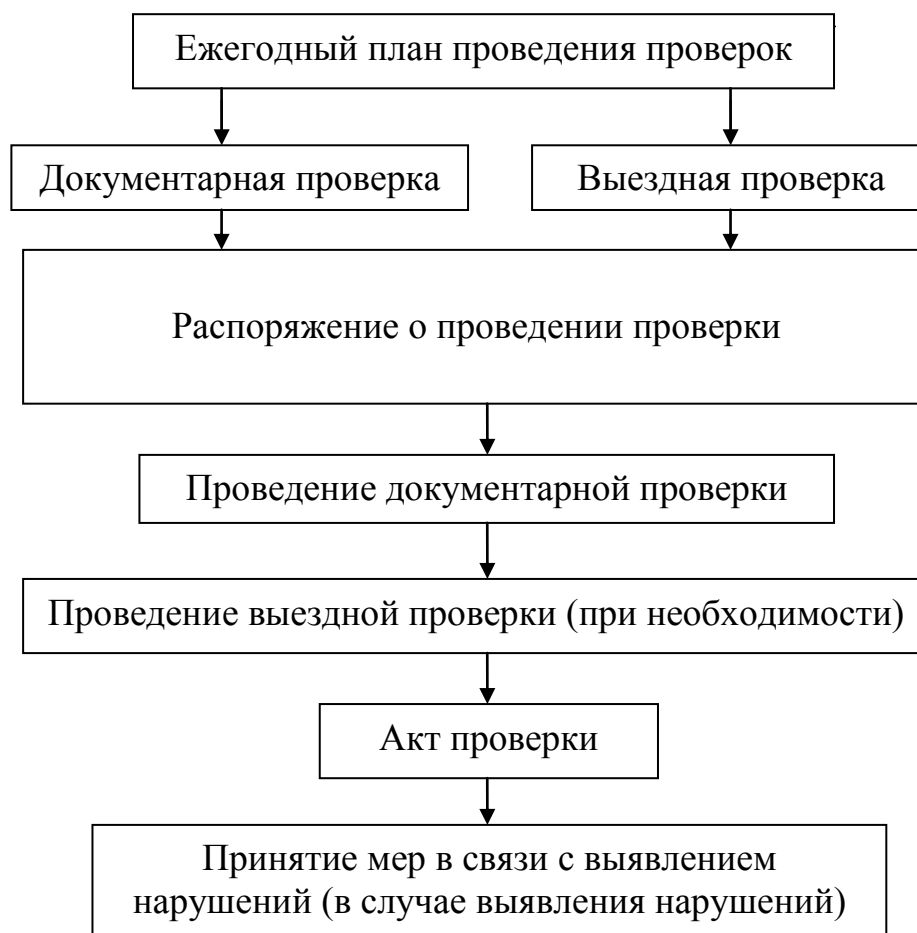 Ежегодный план проведения проверок
Документарная проверка
Выездная проверка
Распоряжение о проведении проверки
Проведение документарной проверки
Проведение выездной проверки (при необходимости)
Акт проверки
Принятие мер в связи с выявлением
нарушений (в случае выявления нарушений)